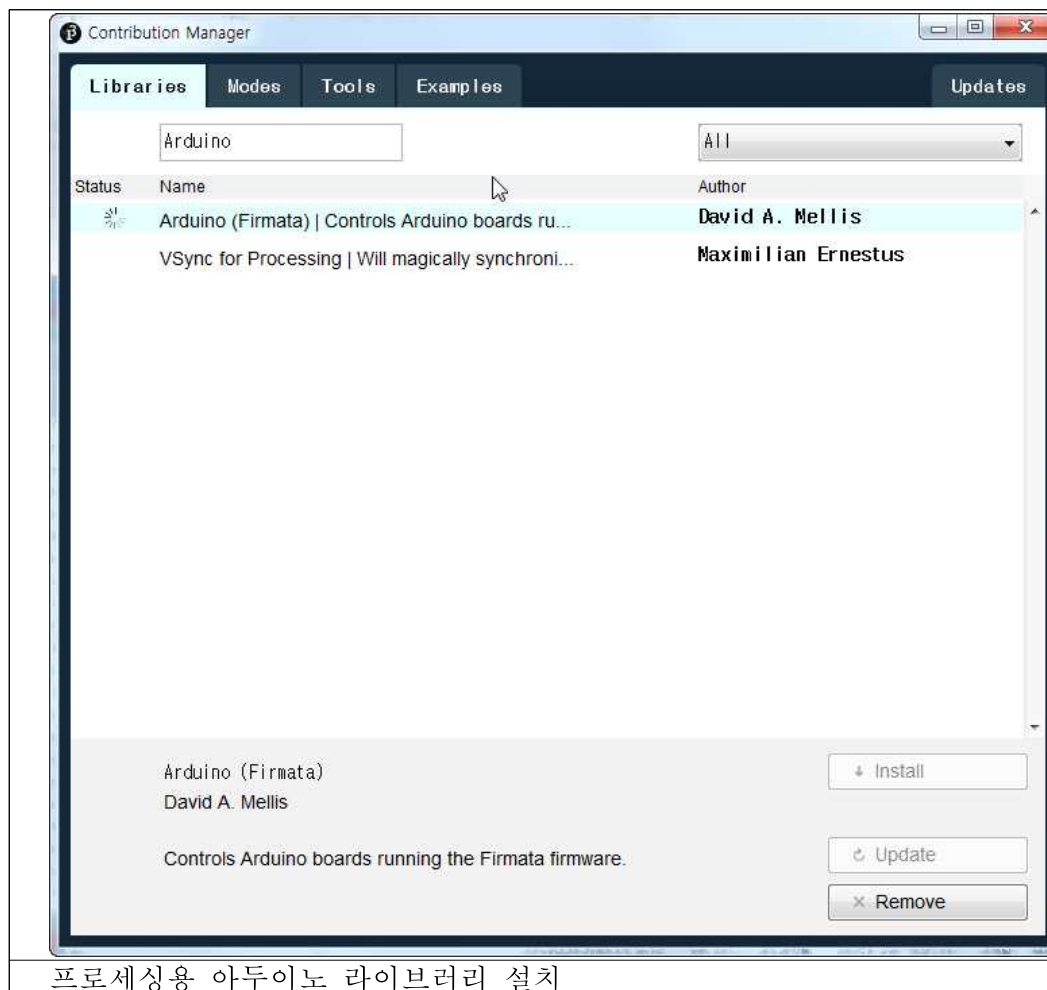 Contribution Manager
Libraries Modes Tools Examples Updates
Arduino All
Status Name Author
Arduino (Firmata) | Controls Arduino boards ru... David A. Mellis
VSync for Processing | Will magically synchroni... Maximilian Ernestus
Arduino (Firmata)
Install
David A. Mellis
Controls Arduino boards running the Firmata firmware.
Update
Remove
프로세싱용 아두이노 라이브러리 설치